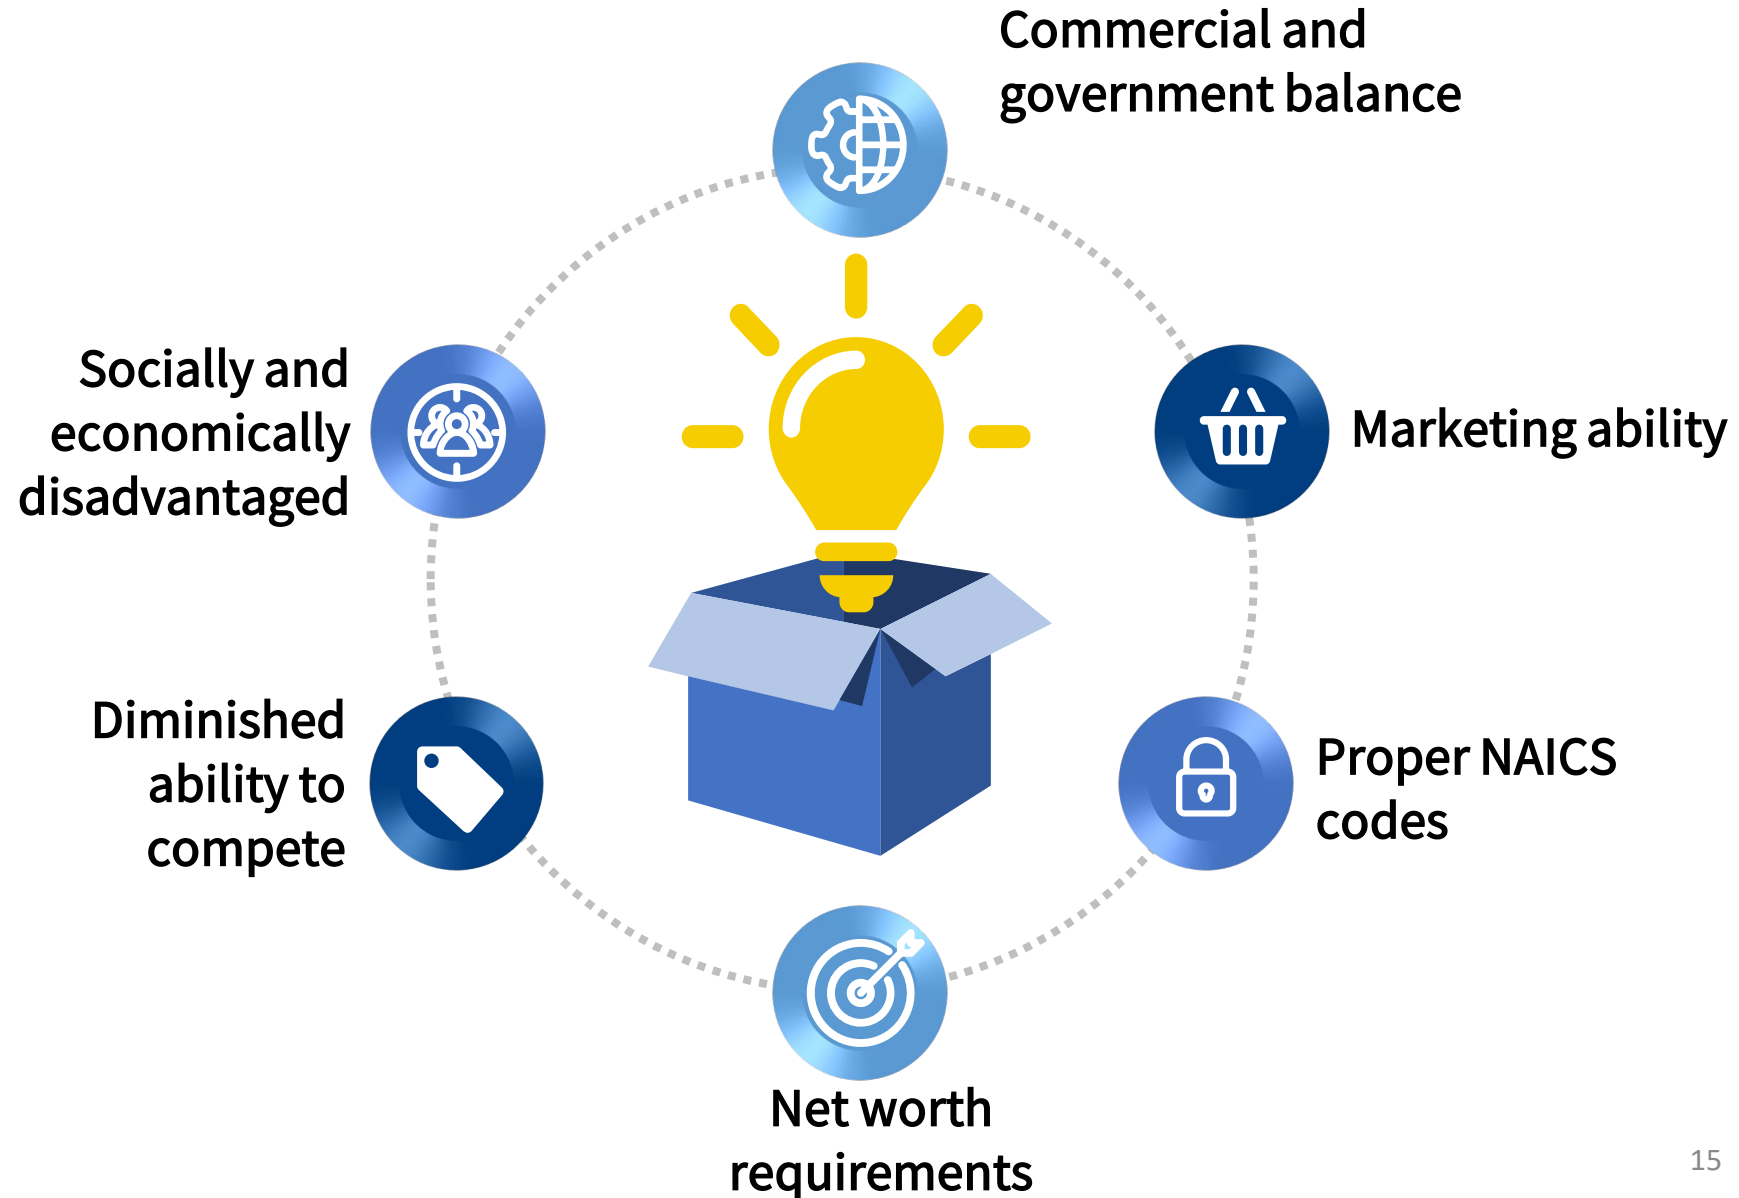 Commercial and
government balance
Socially and
economically
disadvantaged
Marketing ability
Diminished
ability to
compete
Proper NAICS
codes
Net worth
requirements
15